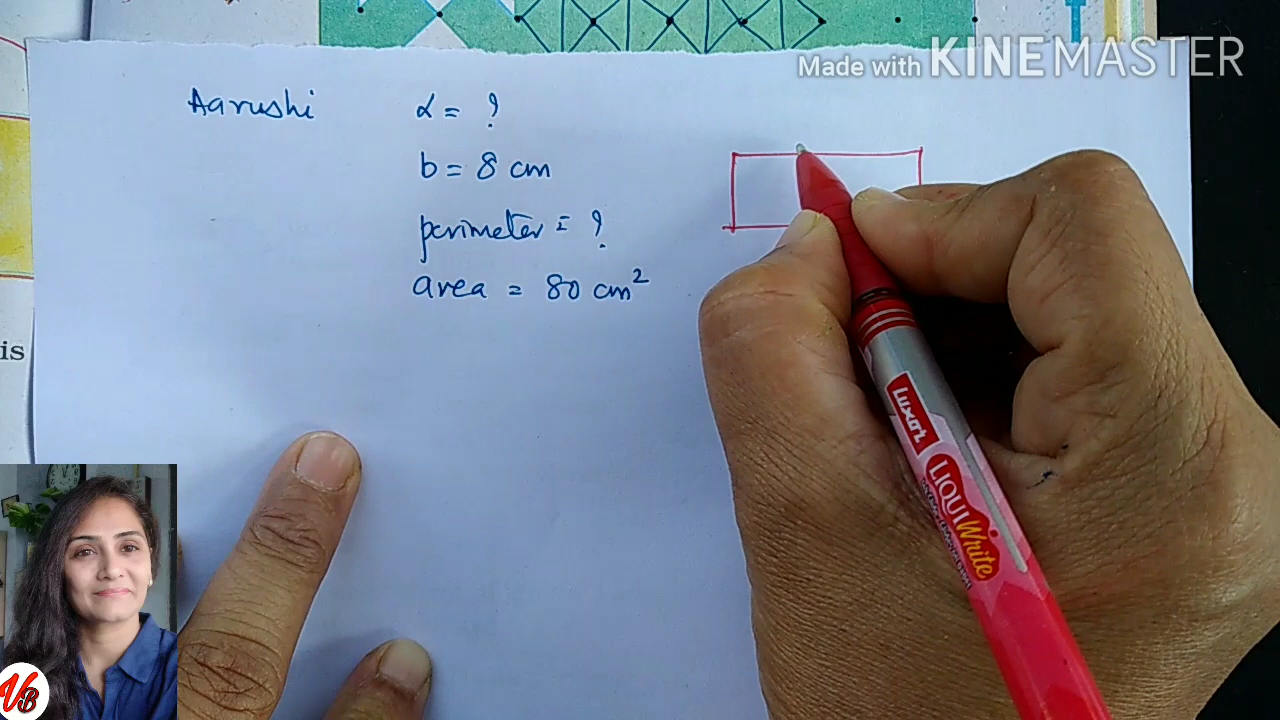 Made with KINEMASTER
Aarushi
l = ?
b = 8 cm
perimeter = ?
area = 80 cm²
is
Luxor
LIQUIWrite
VB